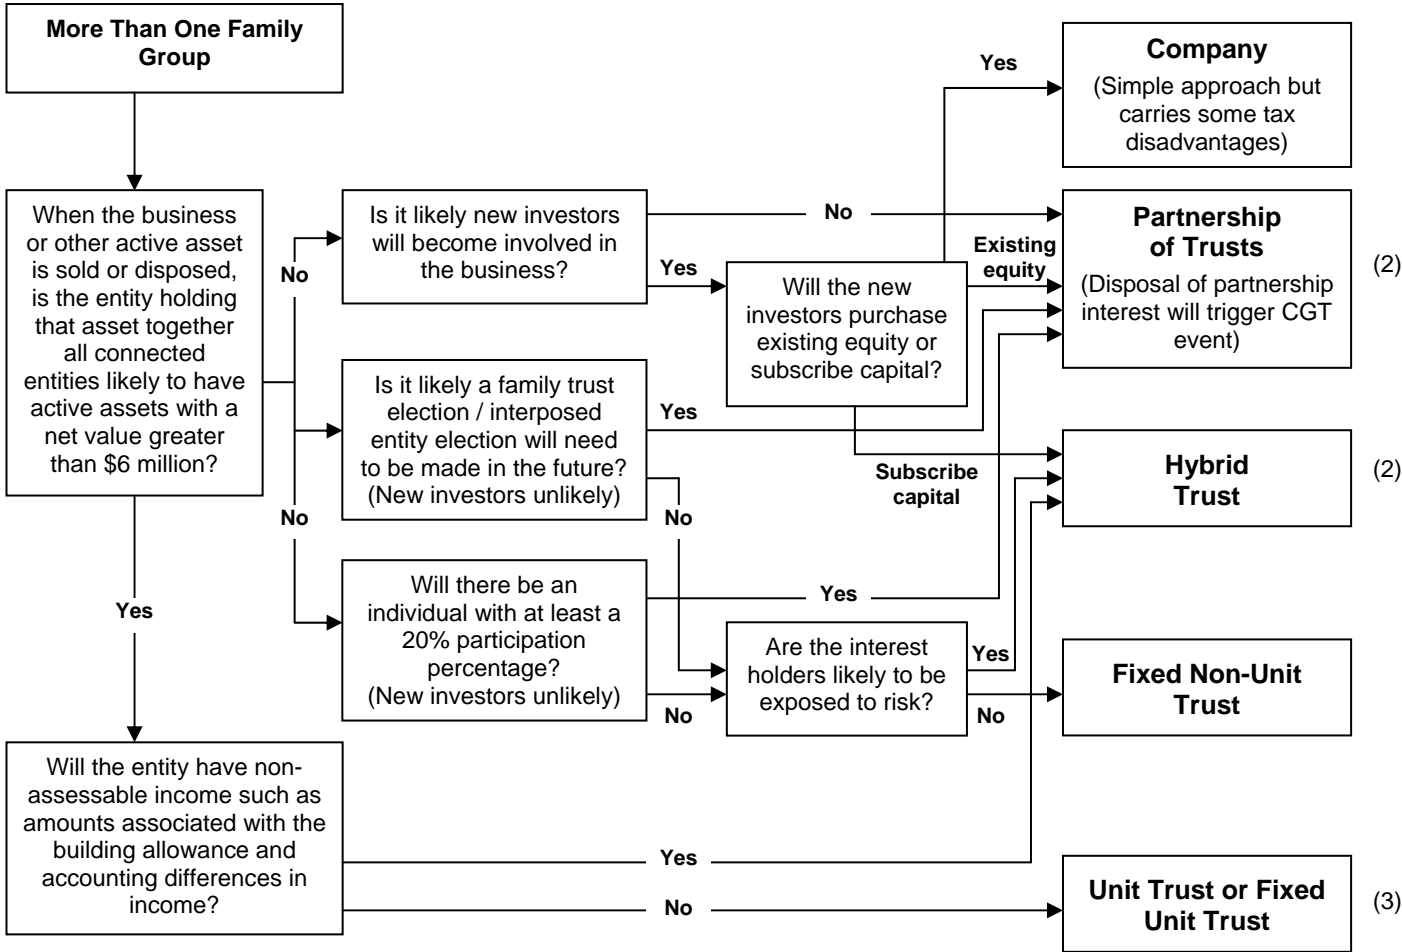 More Than One Family
Group
When the business
or other active asset
is sold or disposed,
is the entity holding
that asset together
all connected
entities likely to have
active assets with a
net value greater
than $6 million?
No
No
Yes
Is it likely new investors
will become involved in
the business?
No
Yes
Is it likely a family trust
election / interposed
entity election will need
to be made in the future?
(New investors unlikely)
Yes
No
Will there be an
individual with at least a
20% participation
percentage?
(New investors unlikely)
Yes
No
Will the entity have non-
assessable income such as
amounts associated with the
building allowance and
accounting differences in
income?
Yes
No
Will the new
investors purchase
existing equity or
subscribe capital?
Yes
Existing
equity
Subscribe
capital
Are the interest
holders likely to be
exposed to risk?
Yes
No
Company
(Simple approach but
carries some tax
disadvantages)
Partnership
of Trusts
(Disposal of partnership
interest will trigger CGT
event)
(2)
Hybrid
Trust
(2)
Fixed Non-Unit
Trust
Unit Trust or Fixed
Unit Trust
(3)